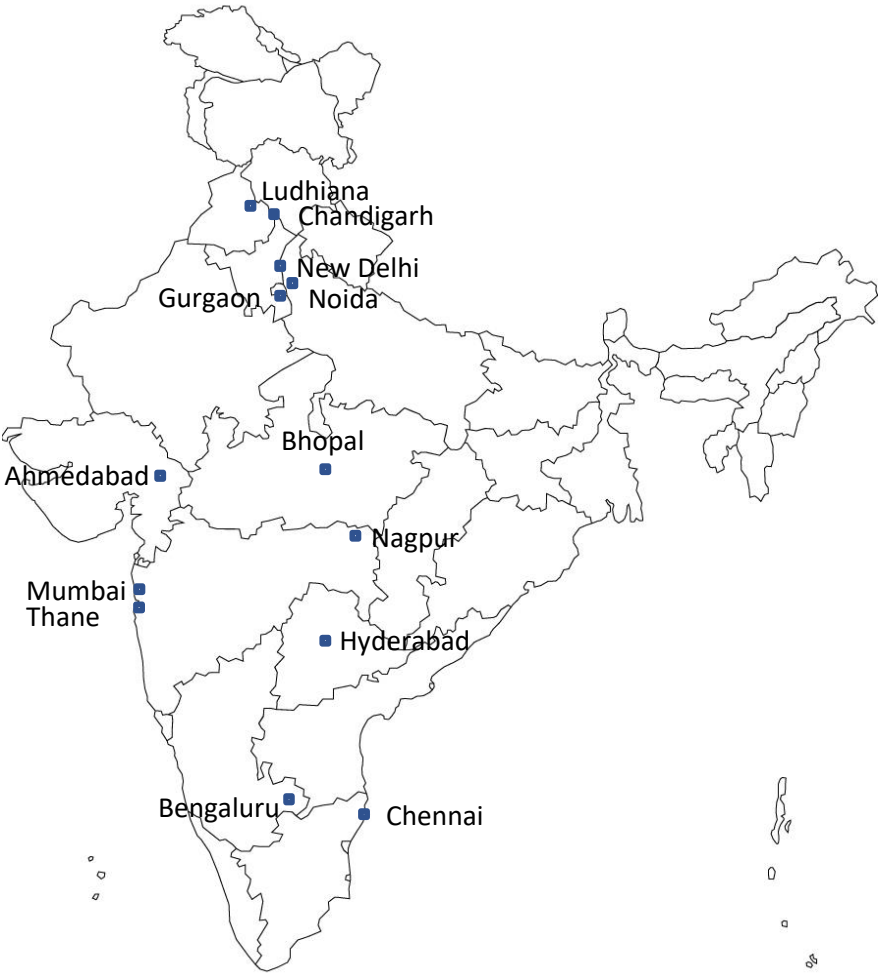 Ludhiana
Chandigarh
New Delhi
Gurgaon
Noida
Bhopal
Ahmedabad
Nagpur
Mumbai
Thane
Hyderabad
Bengaluru
Chennai